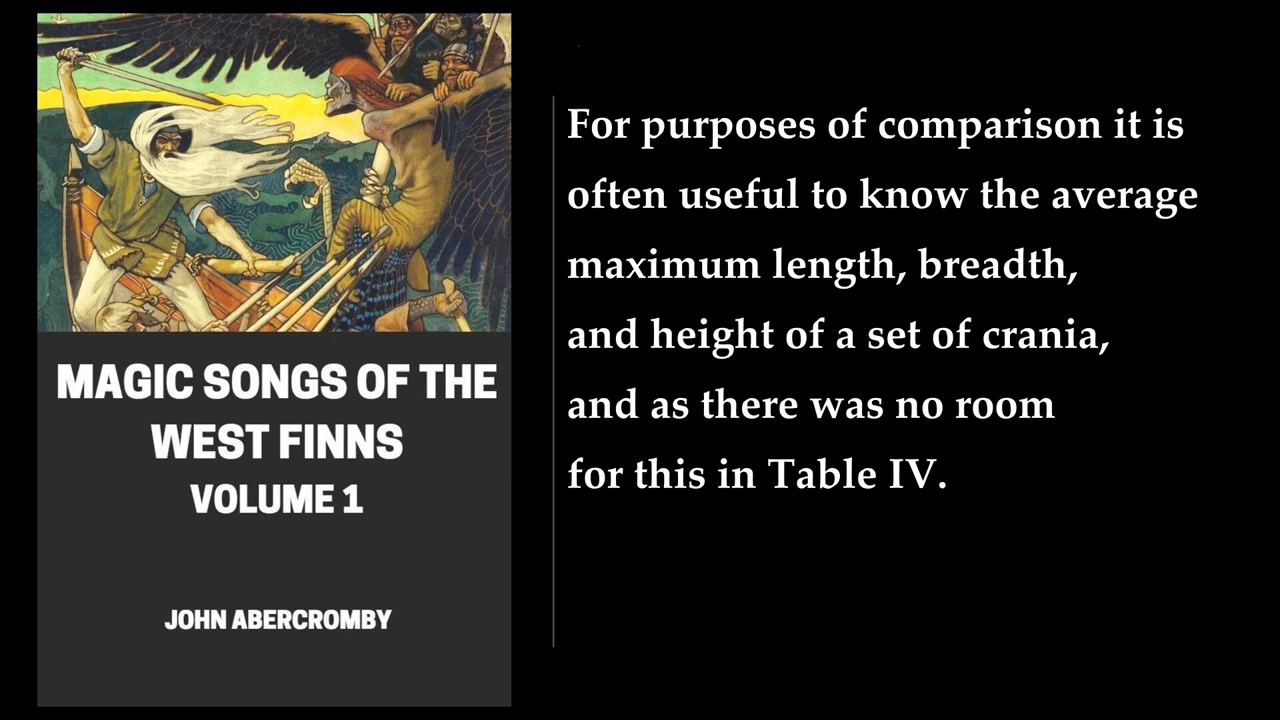 MAGIC SONGS OF THE
WEST FINNS
VOLUME 1
JOHN ABERCROMBY
For purposes of comparison it is
often useful to know the average
maximum length, breadth,
and height of a set of crania,
and as there was no room
for this in Table IV.